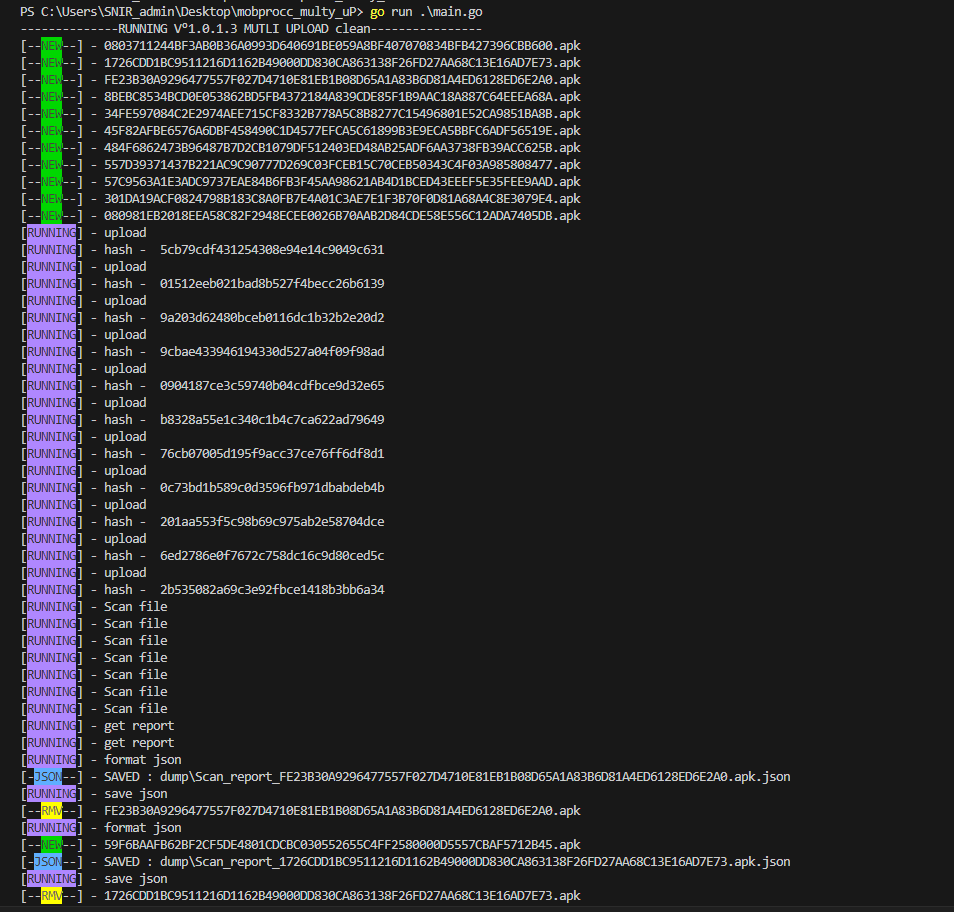 PS C:\Users\SNIR_admin\Desktop\mobprocc_multy_uP> go run .\main.go
--------------RUNNING V°1.0.1.3 MUTLI UPLOAD clean----------------
[--NEW--] - 0803711244BF3AB0B36A0993D640691BE059A8BF407070834BFB427396CBB600.apk
[--NEW--] - 1726CDD1BC9511216D1162B49000DD830CA863138F26FD27AA68C13E16AD7E73.apk
[--NEW--] - FE23B30A9296477557F027D4710E81EB1B08D65A1A83B6D81A4ED6128ED6E2A0.apk
[--NEW--] - 8BEBC8534BCD0E053862BD5FB4372184A839CDE85F1B9AAC18A887C64EEEA68A.apk
[--NEW--] - 34FE597084C2E2974AEE715CF8332B778A5C8B8277C15496801E52CA9851BA8B.apk
[--NEW--] - 45F82AFBE6576A6DBF458490C1D4577EFCA5C61899B3E9ECA5BBFC6ADF56519E.apk
[--NEW--] - 484F6862473B96487B7D2CB1079DF512403ED48AB25ADF6AA3738FB39ACC625B.apk
[--NEW--] - 557D39371437B221AC9C90777D269C03FCEB15C70CEB50343C4F03A985808477.apk
[--NEW--] - 57C9563A1E3ADC9737EAE84B6FB3F45AA98621AB4D1BCED43EEEF5E35FEE9AAD.apk
[--NEW--] - 301DA19ACF0824798B183C8A0FB7E4A01C3AE7E1F3B70F0D81A68A4C8E3079E4.apk
[--NEW--] - 080981EB2018EEA58C82F2948ECEE0026B70AAB2D84CDE58E556C12ADA7405DB.apk
[RUNNING] - upload
[RUNNING] - hash -  5cb79cdf431254308e94e14c9049c631
[RUNNING] - upload
[RUNNING] - hash -  01512eeb021bad8b527f4becc26b6139
[RUNNING] - upload
[RUNNING] - hash -  9a203d62480bceb0116dc1b32b2e20d2
[RUNNING] - upload
[RUNNING] - hash -  9cbae433946194330d527a04f09f98ad
[RUNNING] - upload
[RUNNING] - hash -  0904187ce3c59740b04cdfbce9d32e65
[RUNNING] - upload
[RUNNING] - hash -  b8328a55e1c340c1b4c7ca622ad79649
[RUNNING] - upload
[RUNNING] - hash -  76cb07005d195f9acc37ce76ff6df8d1
[RUNNING] - upload
[RUNNING] - hash -  0c73bd1b589c0d3596fb971dbabdeb4b
[RUNNING] - upload
[RUNNING] - hash -  201aa553f5c98b69c975ab2e58704dce
[RUNNING] - upload
[RUNNING] - hash -  6ed2786e0f7672c758dc16c9d80ced5c
[RUNNING] - upload
[RUNNING] - hash -  2b535082a69c3e92fbce1418b3bb6a34
[RUNNING] - Scan file
[RUNNING] - Scan file
[RUNNING] - Scan file
[RUNNING] - Scan file
[RUNNING] - Scan file
[RUNNING] - Scan file
[RUNNING] - Scan file
[RUNNING] - get report
[RUNNING] - get report
[RUNNING] - format json
[-JSON--] - SAVED : dump\Scan_report_FE23B30A9296477557F027D4710E81EB1B08D65A1A83B6D81A4ED6128ED6E2A0.apk.json
[RUNNING] - save json
[--RMV--] - FE23B30A9296477557F027D4710E81EB1B08D65A1A83B6D81A4ED6128ED6E2A0.apk
[RUNNING] - format json
[--NEW--] - 59F6BAAFB62BF2CF5DE4801CDCBC030552655C4FF2580000D5557CBAF5712B45.apk
[-JSON--] - SAVED : dump\Scan_report_1726CDD1BC9511216D1162B49000DD830CA863138F26FD27AA68C13E16AD7E73.apk.json
[RUNNING] - save json
[--RMV--] - 1726CDD1BC9511216D1162B49000DD830CA863138F26FD27AA68C13E16AD7E73.apk